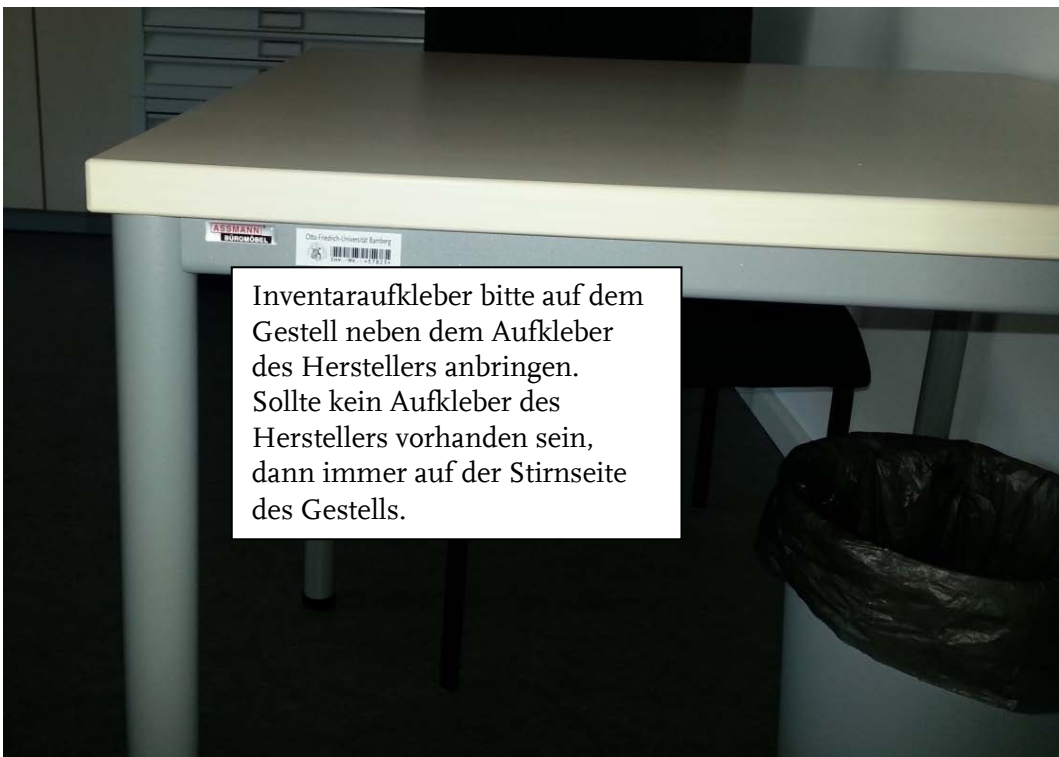 ASSMANN
BÜROMÖBEL
Otto-Friedrich-Universität Bamberg
Inventaraufkleber bitte auf dem
Gestell neben dem Aufkleber
des Herstellers anbringen.
Sollte kein Aufkleber des
Herstellers vorhanden sein,
dann immer auf der Stirnseite
des Gestells.